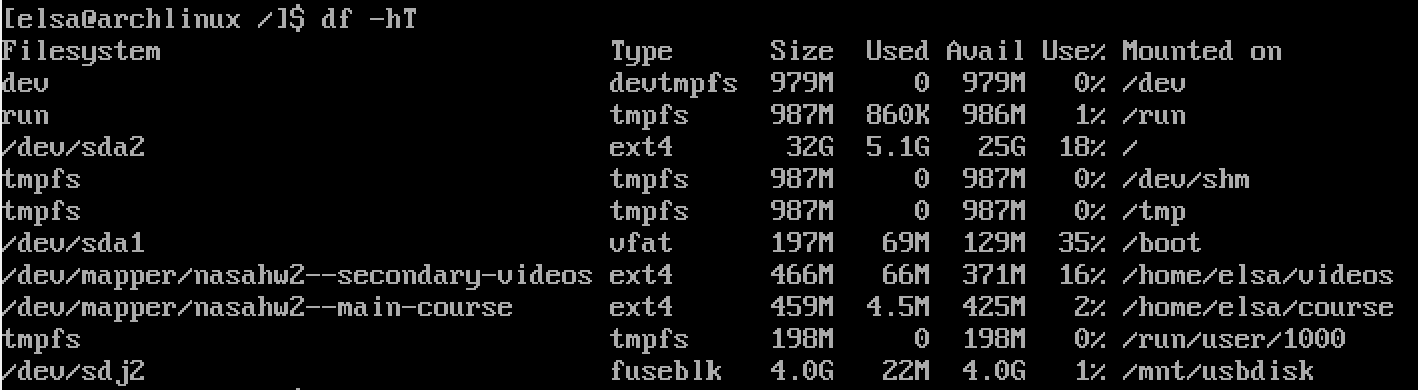 [elsa@archlinux /]$ df -hT
Filesystem Type Size Used Avail Use% Mounted on
dev devtmpfs 979M 0 979M 0% /dev
run tmpfs 987M 860K 986M 1% /run
/dev/sda2 ext4 32G 5.1G 25G 18% /
tmpfs tmpfs 987M 0 987M 0% /dev/shm
tmpfs tmpfs 987M 0 987M 0% /tmp
/dev/sda1 vfat 197M 69M 129M 35% /boot
/dev/mapper/nasahw2--secondary-videos ext4 466M 66M 371M 16% /home/elsa/videos
/dev/mapper/nasahw2--main-course ext4 459M 4.5M 425M 2% /home/elsa/course
tmpfs tmpfs 198M 0 198M 0% /run/user/1000
/dev/sdj2 fuseblk 4.0G 22M 4.0G 1% /mnt/usbdisk